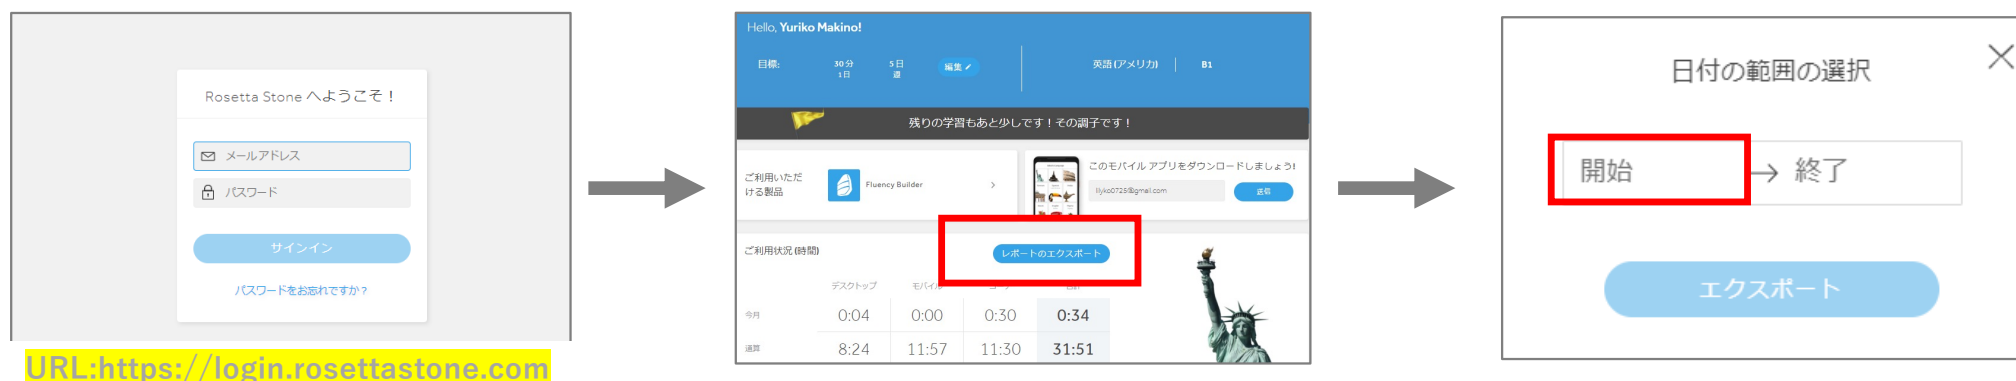 Rosetta Stone へようこそ！
メールアドレス
パスワード
サインイン
パスワードをお忘れですか？
URL:https://login.rosettastone.com
Hello, Yuriko Makino!
目標:
30 分
1日
5 日
週
編集
英語 (アメリカ)
B1
残りの学習もあと少しです！その調子です！
ご利用いただ
ける製品
Fluency Builder
このモバイル アプリをダウンロードしましょう!
lilyko0725@gmail.com
送信
ご利用状況 (時間)
レポートのエクスポート
デスクトップ
モバイル
今月 0:04 0:00 0:30 0:34
通算 8:24 11:57 11:30 31:51
日付の範囲の選択
開始 → 終了
エクスポート